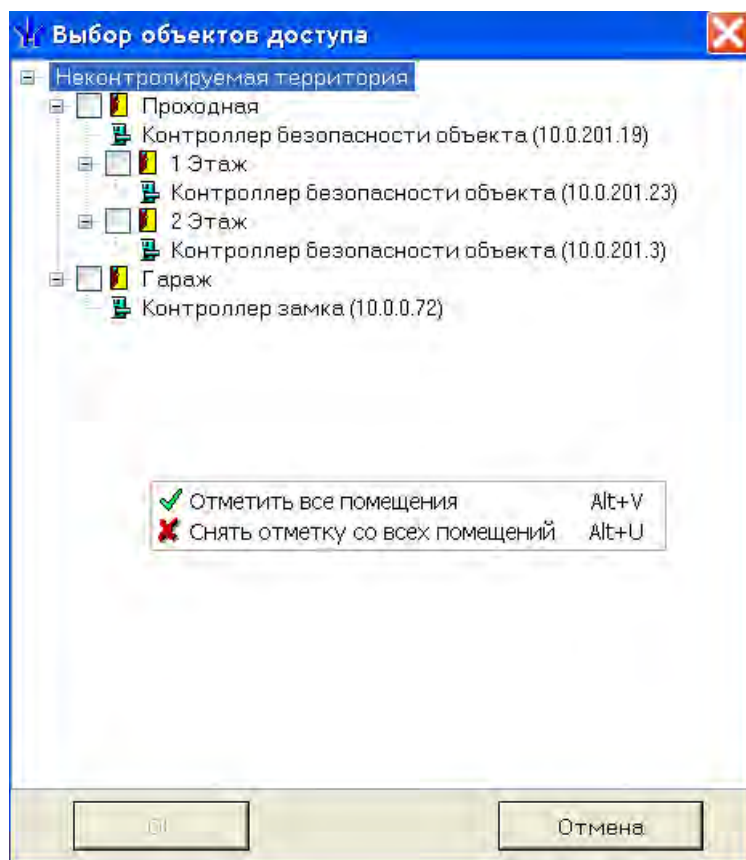 Выбор объектов доступа
Неконтролируемая территория
Проходная
Контроллер безопасности объекта (10.0.201.19)
1 Этаж
Контроллер безопасности объекта (10.0.201.23)
2 Этаж
Контроллер безопасности объекта (10.0.201.3)
Гараж
Контроллер замка (10.0.0.72)
Отметить все помещения Alt+V
Снять отметку со всех помещений Alt+U
Отмена